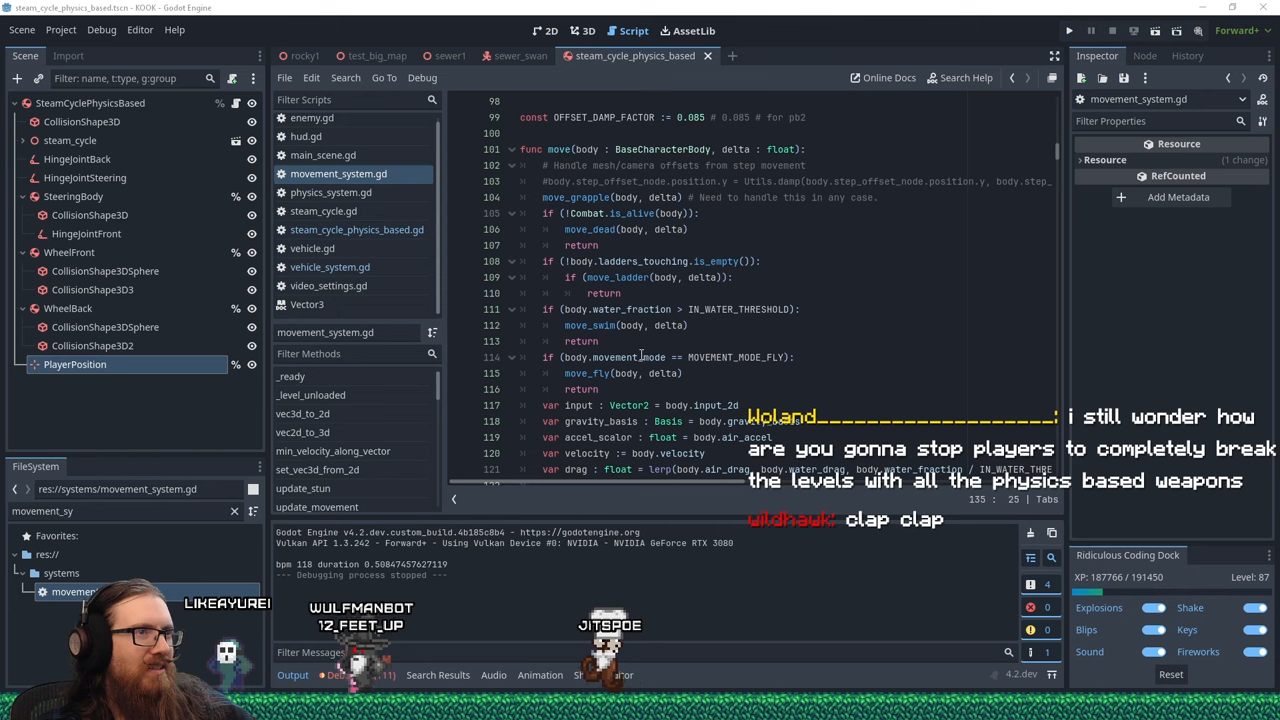 steam_cycle_physics_based.tscn - KOOK - Godot Engine
Scene Project Debug Editor Help
2D 3D Script AssetLib
Forward+
Scene Import
rocky1 test_big_map sewer1 sewer_swan steam_cycle_physics_based
Inspector Node History
Filter: name, t:type, g:group
File Edit Search Go To Debug
Online Docs Search Help
SteamCyclePhysicsBased
CollisionShape3D
steam_cycle
HingeJointBack
HingeJointSteering
SteeringBody
CollisionShape3D
HingeJointFront
WheelFront
CollisionShape3DSphere
CollisionShape3D3
WheelBack
CollisionShape3DSphere
CollisionShape3D2
PlayerPosition
Filter Scripts
enemy.gd
hud.gd
main_scene.gd
movement_system.gd
physics_system.gd
steam_cycle.gd
steam_cycle_physics_based.gd
vehicle.gd
vehicle_system.gd
video_settings.gd
Vector3
movement_system.gd
Filter Methods
_ready
_level_unloaded
vec3d_to_2d
vec2d_to_3d
min_velocity_along_vector
set_vec3d_from_2d
update_stun
update_movement
98
99 const OFFSET_DAMP_FACTOR := 0.085 # 0.085 # for pb2
100
101 func move(body : BaseCharacterBody, delta : float):
102 # Handle mesh/camera offsets from step movement
103 #body.step_offset_node.position.y = Utils.damp(body.step_offset_node.position.y, body.step_
104 move_grapple(body, delta) # Need to handle this in any case.
105 if (!Combat.is_alive(body)):
106 move_dead(body, delta)
107 return
108 if (!body.ladders_touching.is_empty()):
109 if (move_ladder(body, delta)):
110 return
111 if (body.water_fraction > IN_WATER_THRESHOLD):
112 move_swim(body, delta)
113 return
114 if (body.movement_mode == MOVEMENT_MODE_FLY):
115 move_fly(body, delta)
116 return
117 var input : Vector2 = body.input_2d
118 var gravity_basis : Basis = body.gravity_basis
119 var accel_scalor : float = body.air_accel
120 var velocity := body.velocity
121 var drag : float = lerp(body.air_drag, body.water_drag, body.water_fraction / IN_WATER_THRE
135 : 25 | Tabs
movement_system.gd
Filter Properties
Resource
Resource (1 change)
RefCounted
Add Metadata
FileSystem
res://systems/movement_system.gd
movement_sy
Favorites:
res://
systems
movem
Godot Engine v4.2.dev.custom_build.4b185c8b4 - https://godotengine.org
Vulkan API 1.3.242 - Forward+ - Using Vulkan Device #0: NVIDIA - NVIDIA GeForce RTX 3080
bpm 118 duration 0.50847457627119
--- Debugging process stopped ---
4
0
0
1
Filter Messages
Output Search Results Audio Animation
4.2.dev
Ridiculous Coding Dock
XP: 187766 / 191450 Level: 87
Explosions Shake
Blips Keys
Sound Fireworks
Reset
Woland____________________: i still wonder how
are you gonna stop players to completely break
the levels with all the physics based weapons
wildhawk: clap clap
LIKEAYUREI
WULFMANBOT
12_FEET_UP
JITSPOE